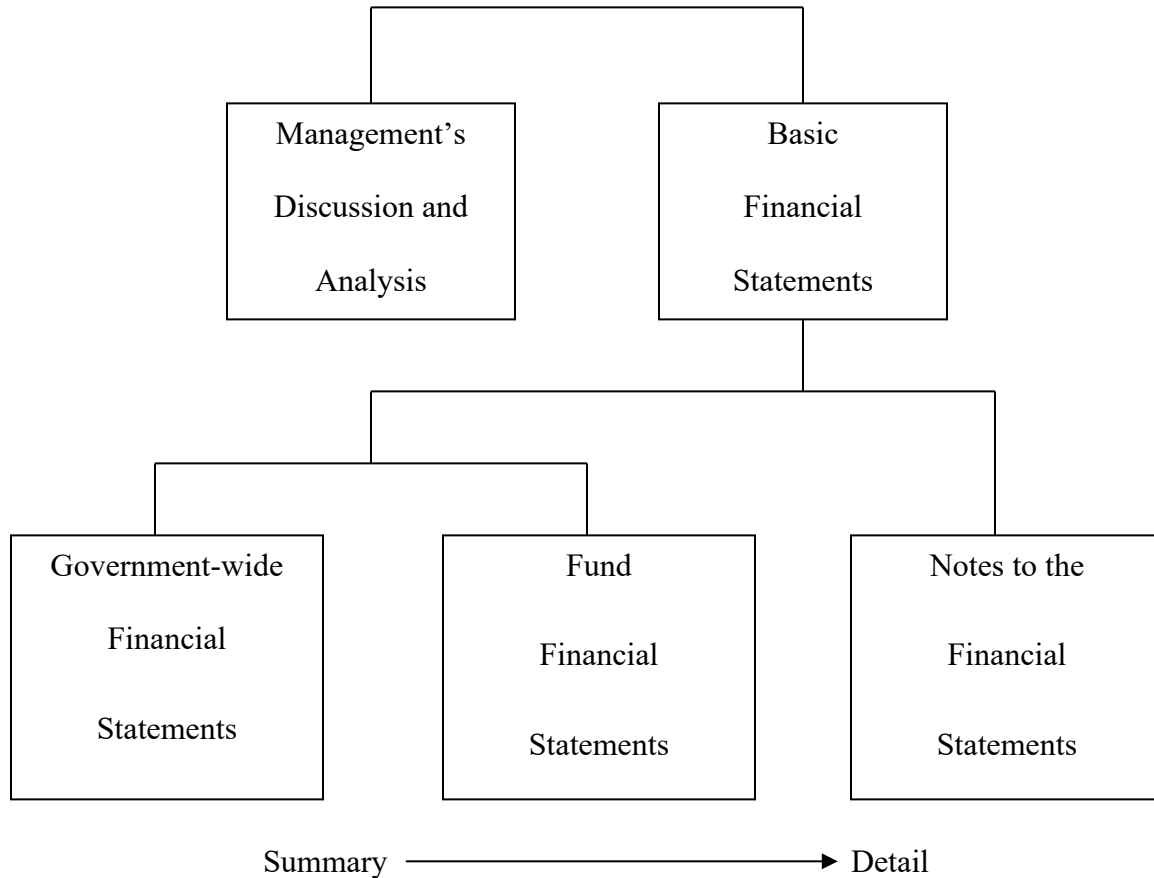 Management’s
Discussion and
Analysis
Basic
Financial
Statements
Government-wide
Financial
Statements
Fund
Financial
Statements
Notes to the
Financial
Statements
Summary
Detail